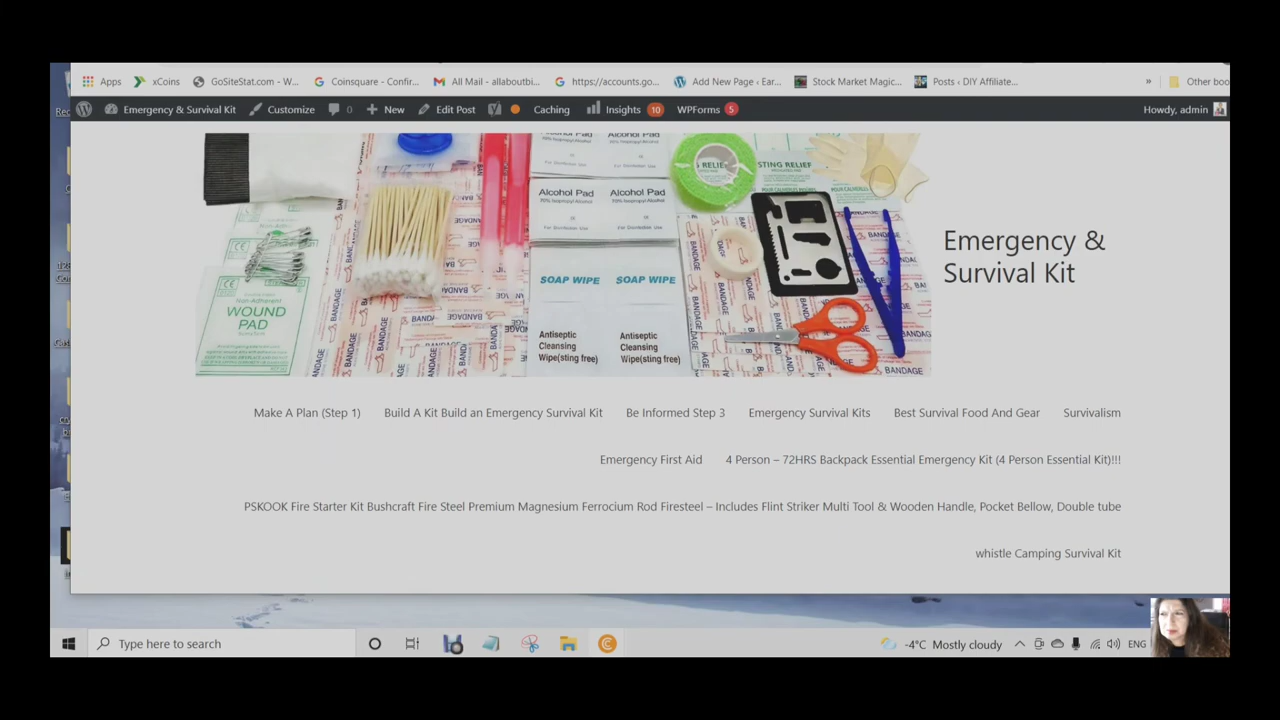 Apps xCoins GoSiteStat.com - W... Coinsquare - Confir... All Mail - allaboutbi... https://accounts.go... Add New Page ‹ Ear... Stock Market Magic... Posts ‹ DIY Affiliate... » Other boo
Emergency & Survival Kit Customize 0 New Edit Post Caching Insights 10 WPForms 5 Howdy, admin
Alcohol Pad Alcohol Pad
70% Isopropyl Alcohol 70% Isopropyl Alcohol
SOAP WIPE SOAP WIPE
Antiseptic Antiseptic
Cleansing Cleansing
Wipe(sting free) Wipe(sting free)
Non-Adherent
WOUND
PAD
BANDAGE
Emergency &
Survival Kit
Make A Plan (Step 1) Build A Kit Build an Emergency Survival Kit Be Informed Step 3 Emergency Survival Kits Best Survival Food And Gear Survivalism
Emergency First Aid 4 Person – 72HRS Backpack Essential Emergency Kit (4 Person Essential Kit)!!!
PSKOOK Fire Starter Kit Bushcraft Fire Steel Premium Magnesium Ferrocium Rod Firesteel – Includes Flint Striker Multi Tool & Wooden Handle, Pocket Bellow, Double tube
whistle Camping Survival Kit
Type here to search -4°C Mostly cloudy ENG